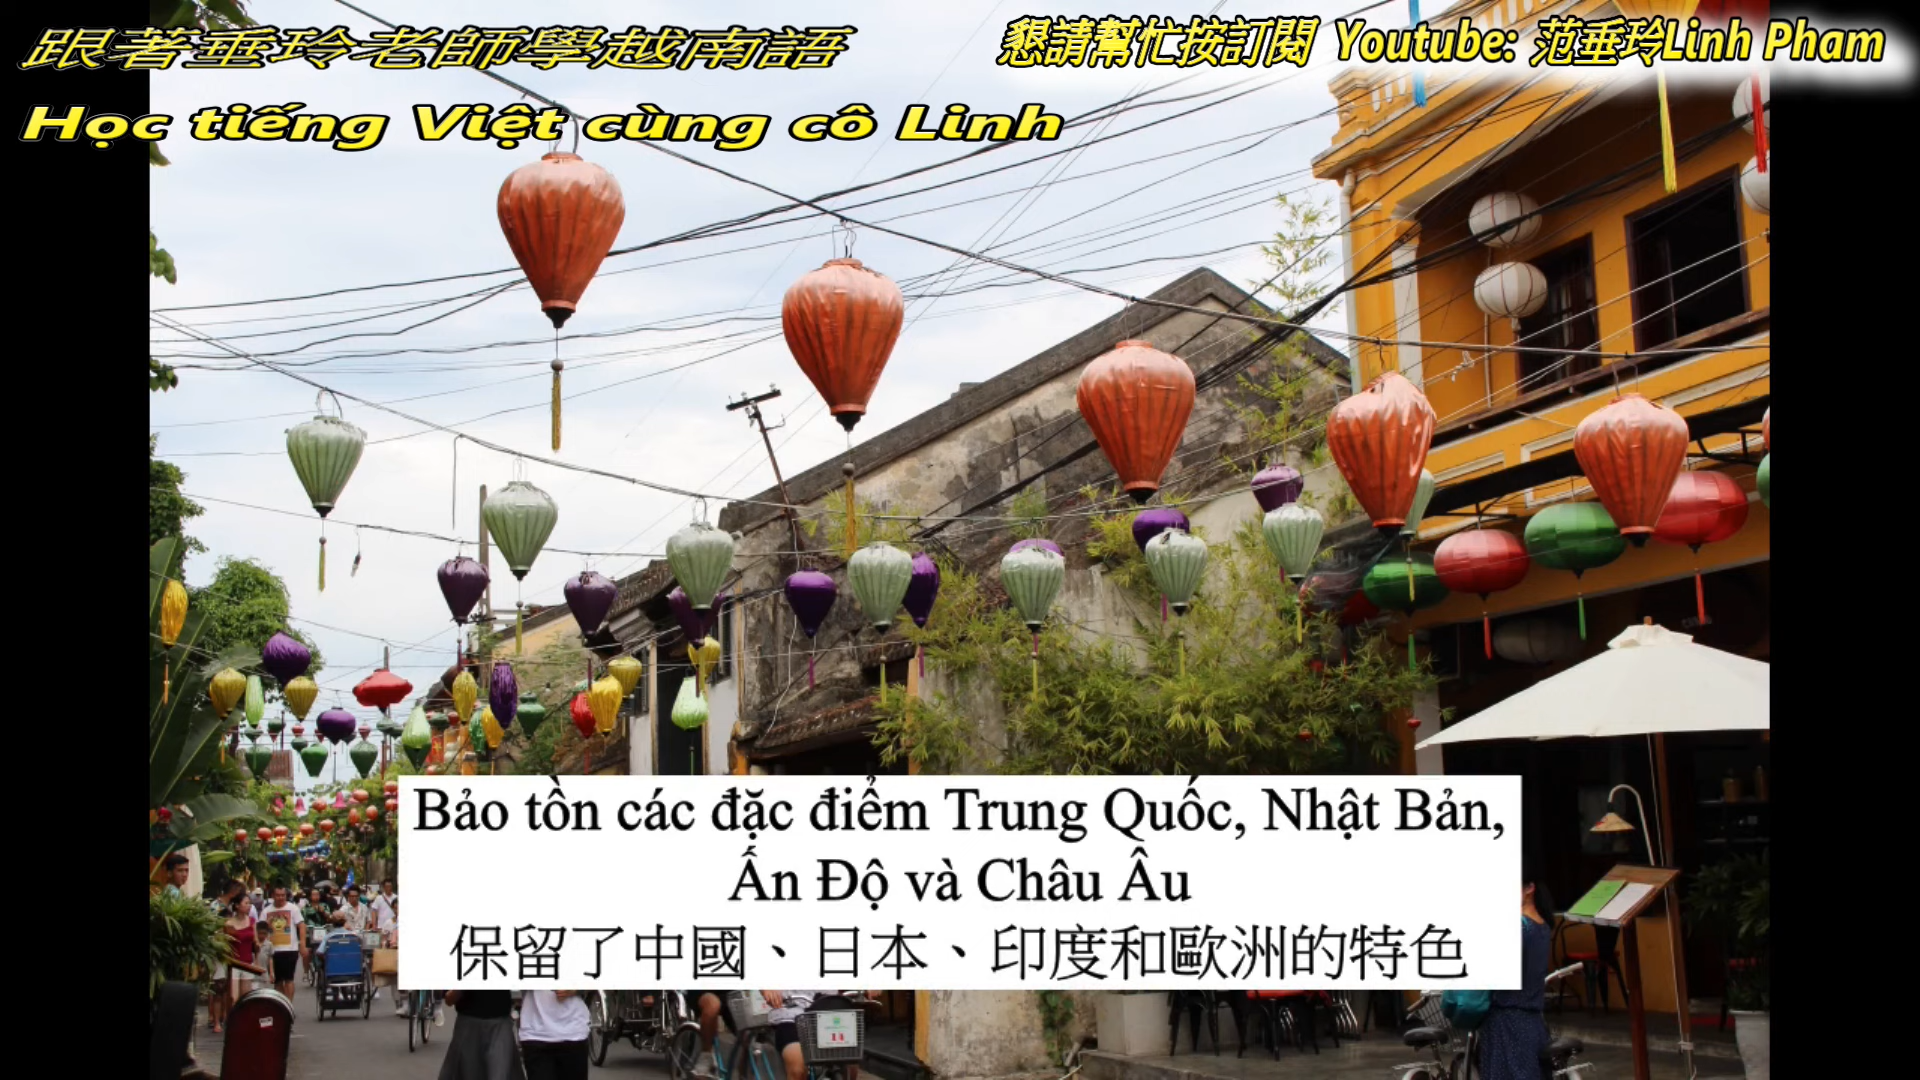 跟著垂玲老師學越南語
懇請幫忙按訂閱 Youtube: 范垂玲Linh Pham
Học tiếng Việt cùng cô Linh
Bảo tồn các đặc điểm Trung Quốc, Nhật Bản,
Ấn Độ và Châu Âu
保留了中國、日本、印度和歐洲的特色